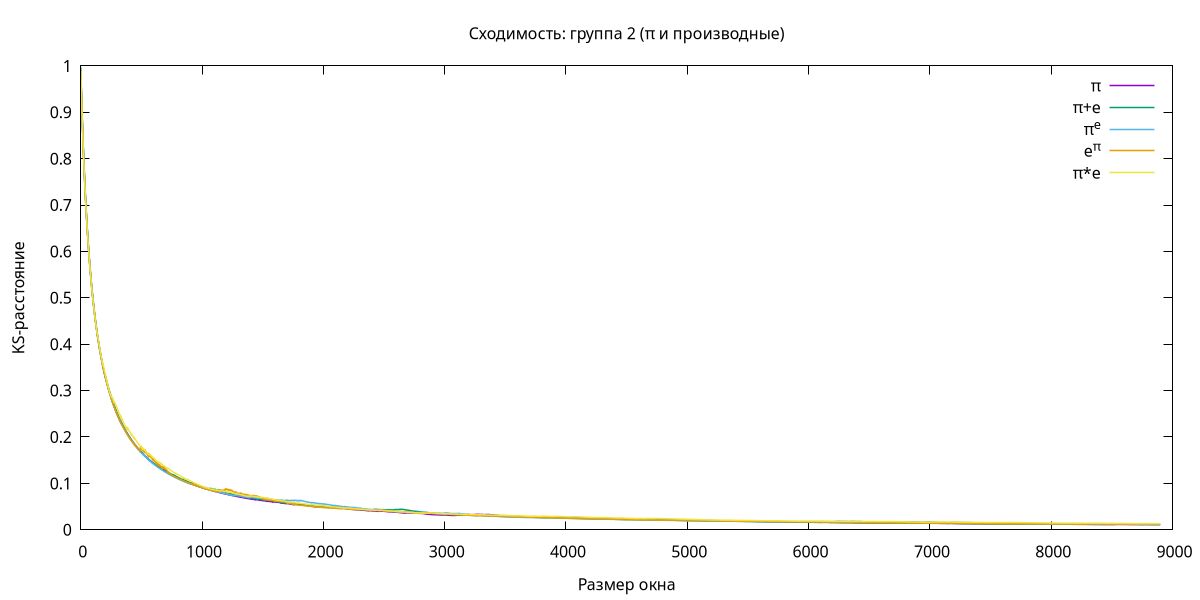 Сходимость: группа 2 (π и производные)
1
0.9
0.8
0.7
0.6
0.5
0.4
0.3
0.2
0.1
0
KS-расстояние
π
π+e
πᵉ
e^π
π*e
0 1000 2000 3000 4000 5000 6000 7000 8000 9000
Размер окна